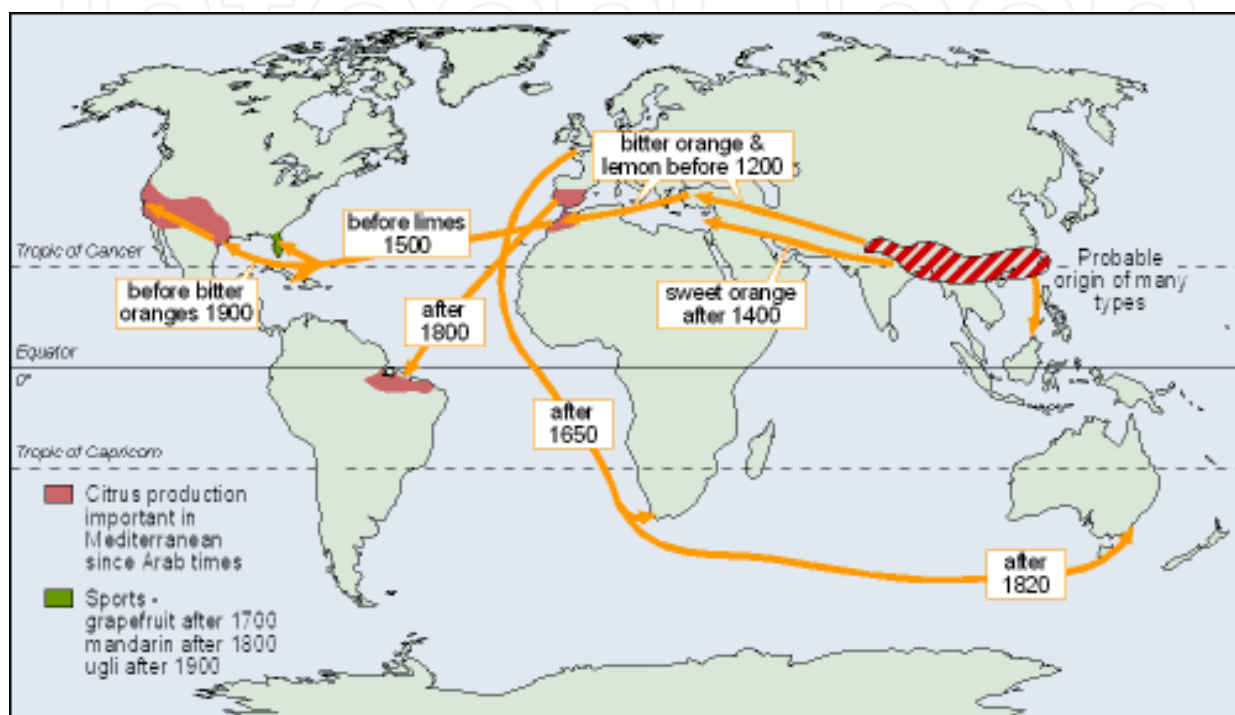 bitter orange &
lemon before 1200
before limes
1500
Tropic of Cancer
before bitter
oranges 1900
after
1800
sweet orange
after 1400
Probable
origin of many
types
Equator
0°
after
1650
Tropic of Capricorn
Citrus production
important in
Mediterranean
since Arab times
after
1820
Sports -
grapefruit after 1700
mandarin after 1800
ugli after 1900